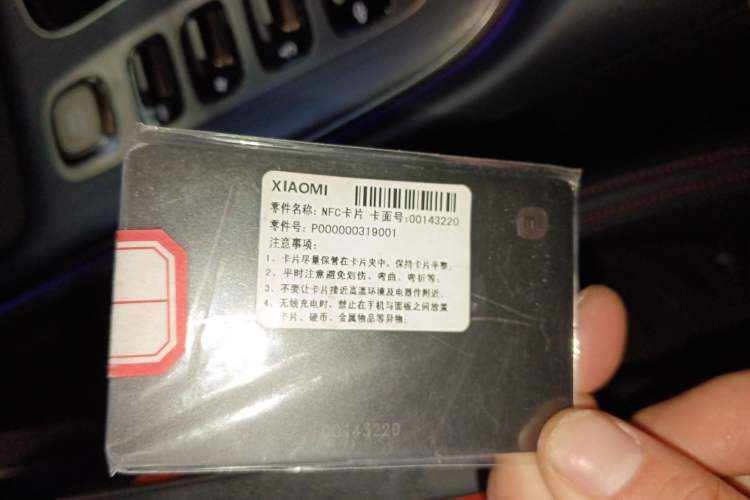 XIAOMI
零件名称: NFC卡片 卡面号:00143220
零件号: P000000319001
注意事项:
1、卡片尽量保管在卡片夹中，保持卡片平整;
2、平时注意避免划伤、弯曲、弯折等;
3、不要让卡片接近高温环境及电器件附近;
4、无线充电时，禁止在手机与面板之间放置
卡片、硬币、金属物品等异物;
00143220